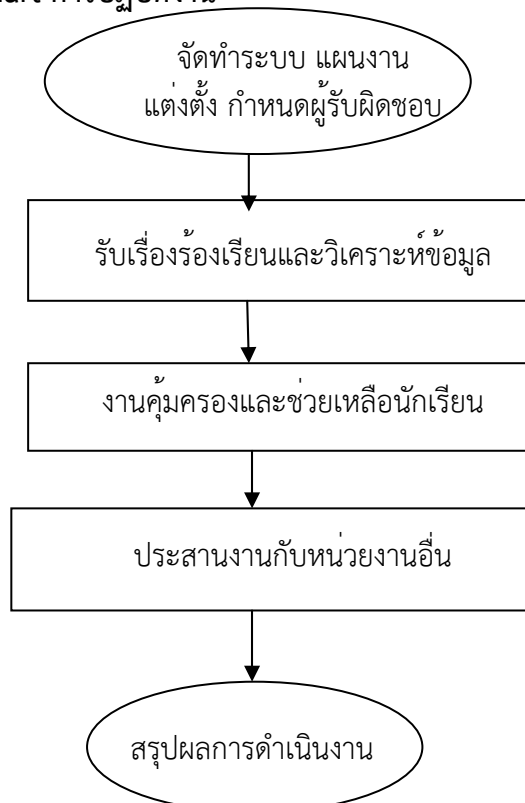 จัดทำระบบ แผนงาน
แต่งตั้ง กำหนดผู้รับผิดชอบ
รับเรื่องร้องเรียนและวิเคราะห์ข้อมูล
งานคุ้มครองและช่วยเหลือนักเรียน
ประสานงานกับหน่วยงานอื่น
สรุปผลการดำเนินงาน